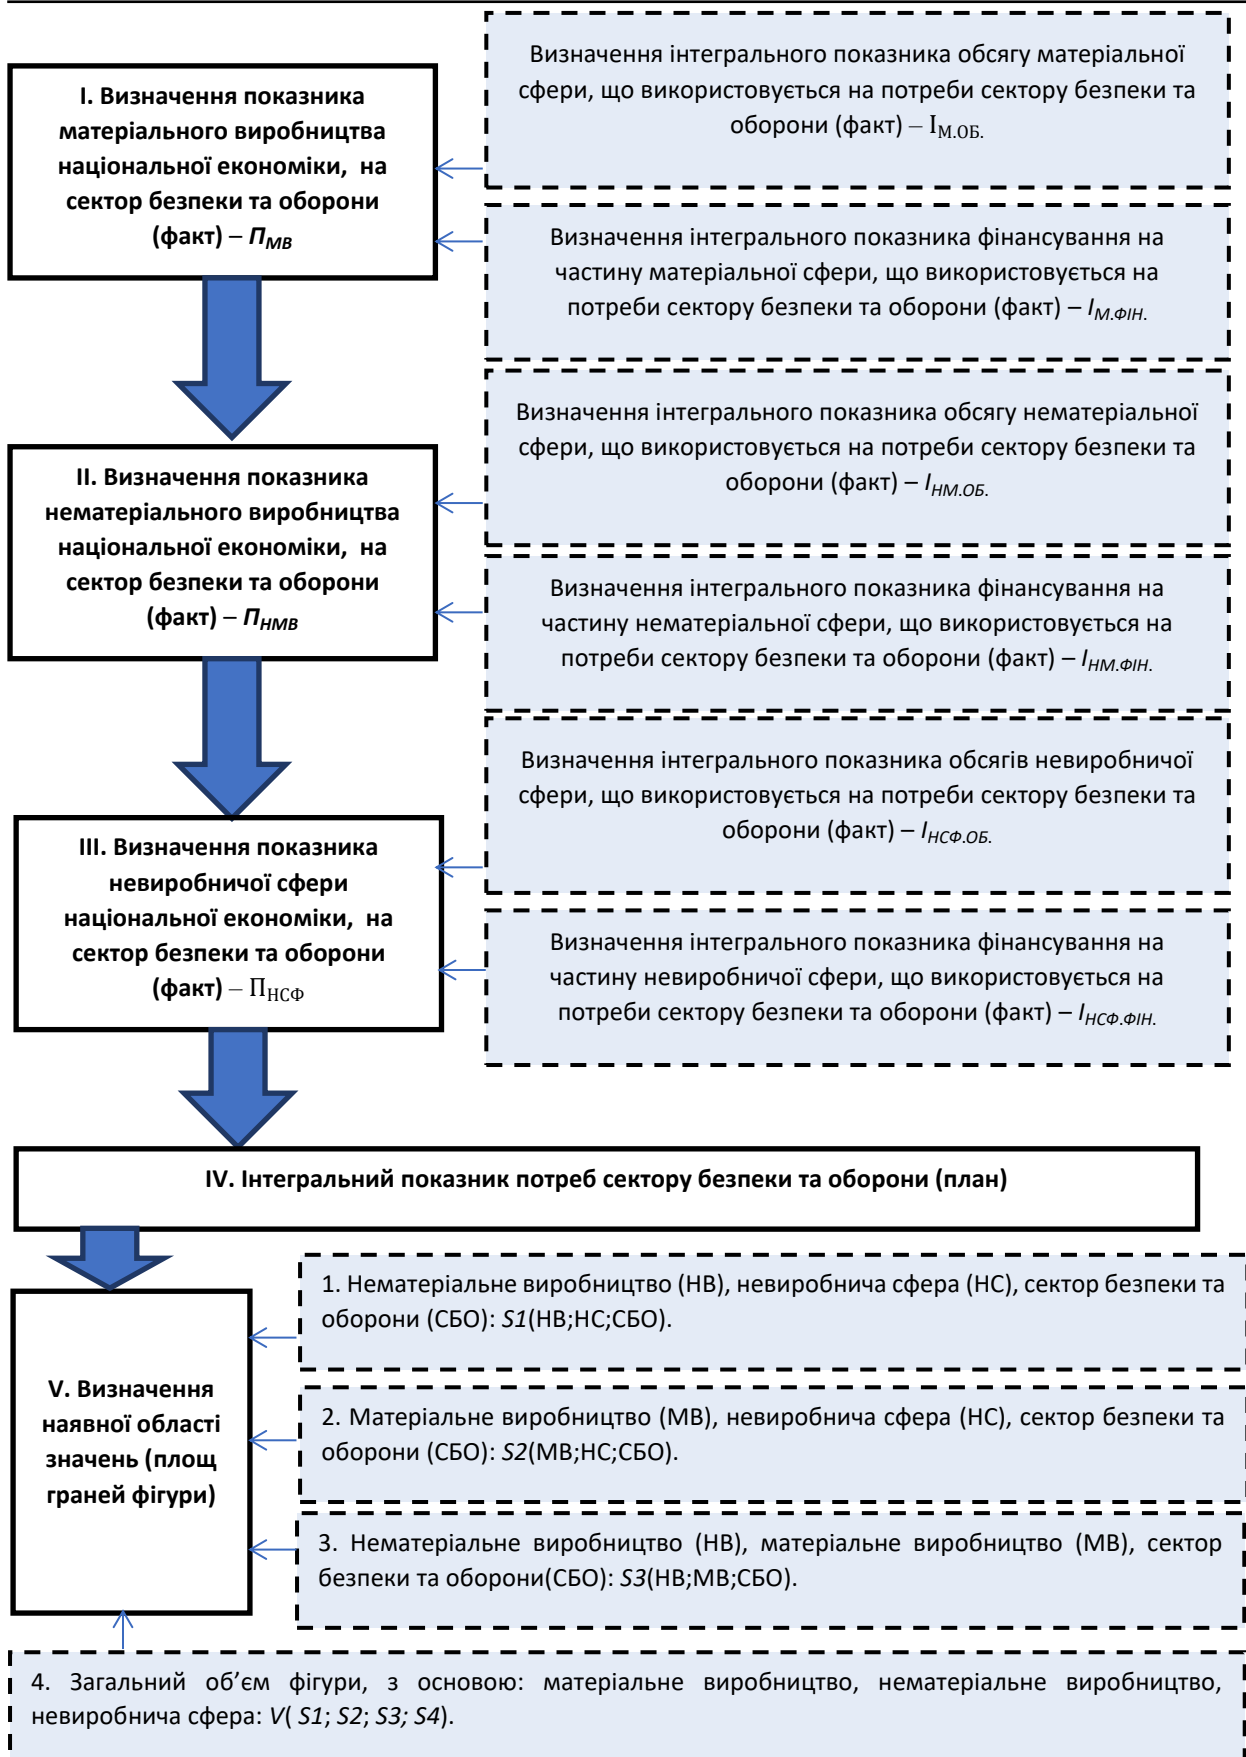 I. Визначення показника
матеріального виробництва
національної економіки, на
сектор безпеки та оборони
(факт) – П_МВ
Визначення інтегрального показника обсягу матеріальної
сфери, що використовується на потреби сектору безпеки та
оборони (факт) – І_М.ОБ.
Визначення інтегрального показника фінансування на
частину матеріальної сфери, що використовується на
потреби сектору безпеки та оборони (факт) – І_М.ФІН.
II. Визначення показника
нематеріального виробництва
національної економіки, на
сектор безпеки та оборони
(факт) – П_НМВ
Визначення інтегрального показника обсягу нематеріальної
сфери, що використовується на потреби сектору безпеки та
оборони (факт) – І_НМ.ОБ.
Визначення інтегрального показника фінансування на
частину нематеріальної сфери, що використовується на
потреби сектору безпеки та оборони (факт) – І_НМ.ФІН.
III. Визначення показника
невиробничої сфери
національної економіки, на
сектор безпеки та оборони
(факт) – П_НСФ
Визначення інтегрального показника обсягів невиробничої
сфери, що використовується на потреби сектору безпеки та
оборони (факт) – І_НСФ.ОБ.
Визначення інтегрального показника фінансування на
частину невиробничої сфери, що використовується на
потреби сектору безпеки та оборони (факт) – І_НСФ.ФІН.
IV. Інтегральний показник потреб сектору безпеки та оборони (план)
V. Визначення
наявної області
значень (площ
граней фігури)
1. Нематеріальне виробництво (НВ), невиробнича сфера (НС), сектор безпеки та
оборони (СБО): S1(НВ;НС;СБО).
2. Матеріальне виробництво (МВ), невиробнича сфера (НС), сектор безпеки та
оборони (СБО): S2(МВ;НС;СБО).
3. Нематеріальне виробництво (НВ), матеріальне виробництво (МВ), сектор
безпеки та оборони(СБО): S3(НВ;МВ;СБО).
4. Загальний об’єм фігури, з основою: матеріальне виробництво, нематеріальне виробництво,
невиробнича сфера: V( S1; S2; S3; S4).